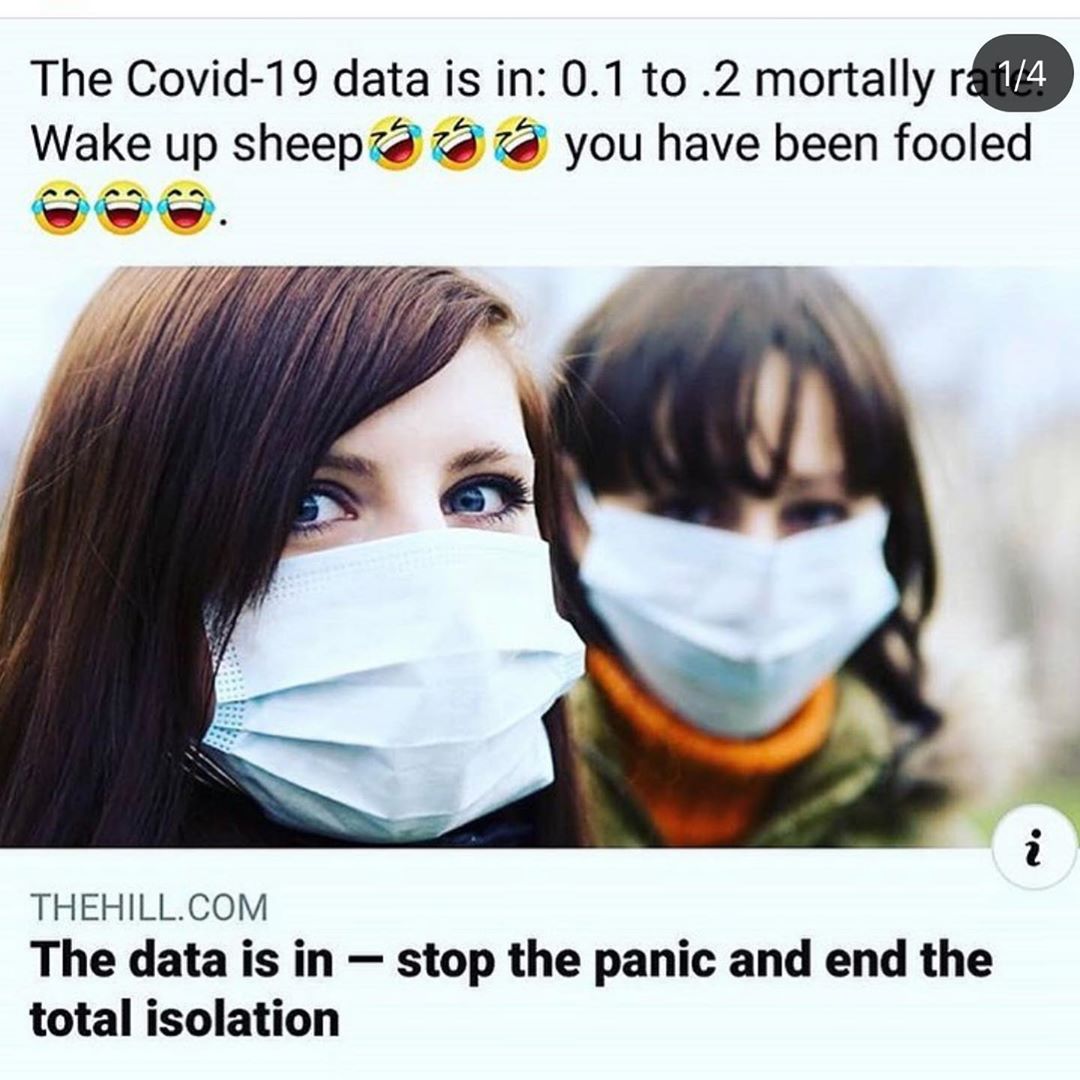 The Covid-19 data is in: 0.1 to .2 mortally rate.
1/4
Wake up sheep🤣🤣🤣 you have been fooled
😂😂😂.
i
THEHILL.COM
The data is in — stop the panic and end the
total isolation